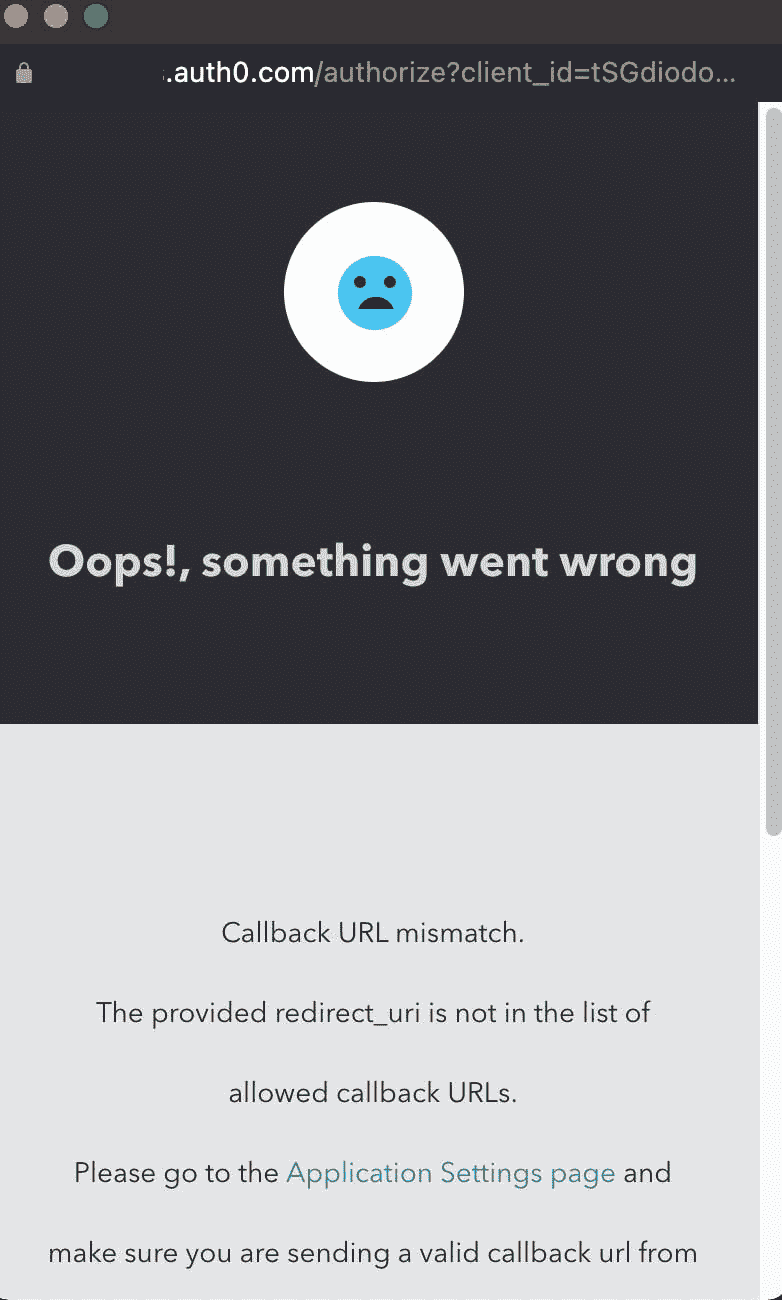 .auth0.com/authorize?client_id=tSGdiodo...
Oops!, something went wrong
Callback URL mismatch.
The provided redirect_uri is not in the list of
allowed callback URLs.
Please go to the Application Settings page and
make sure you are sending a valid callback url from